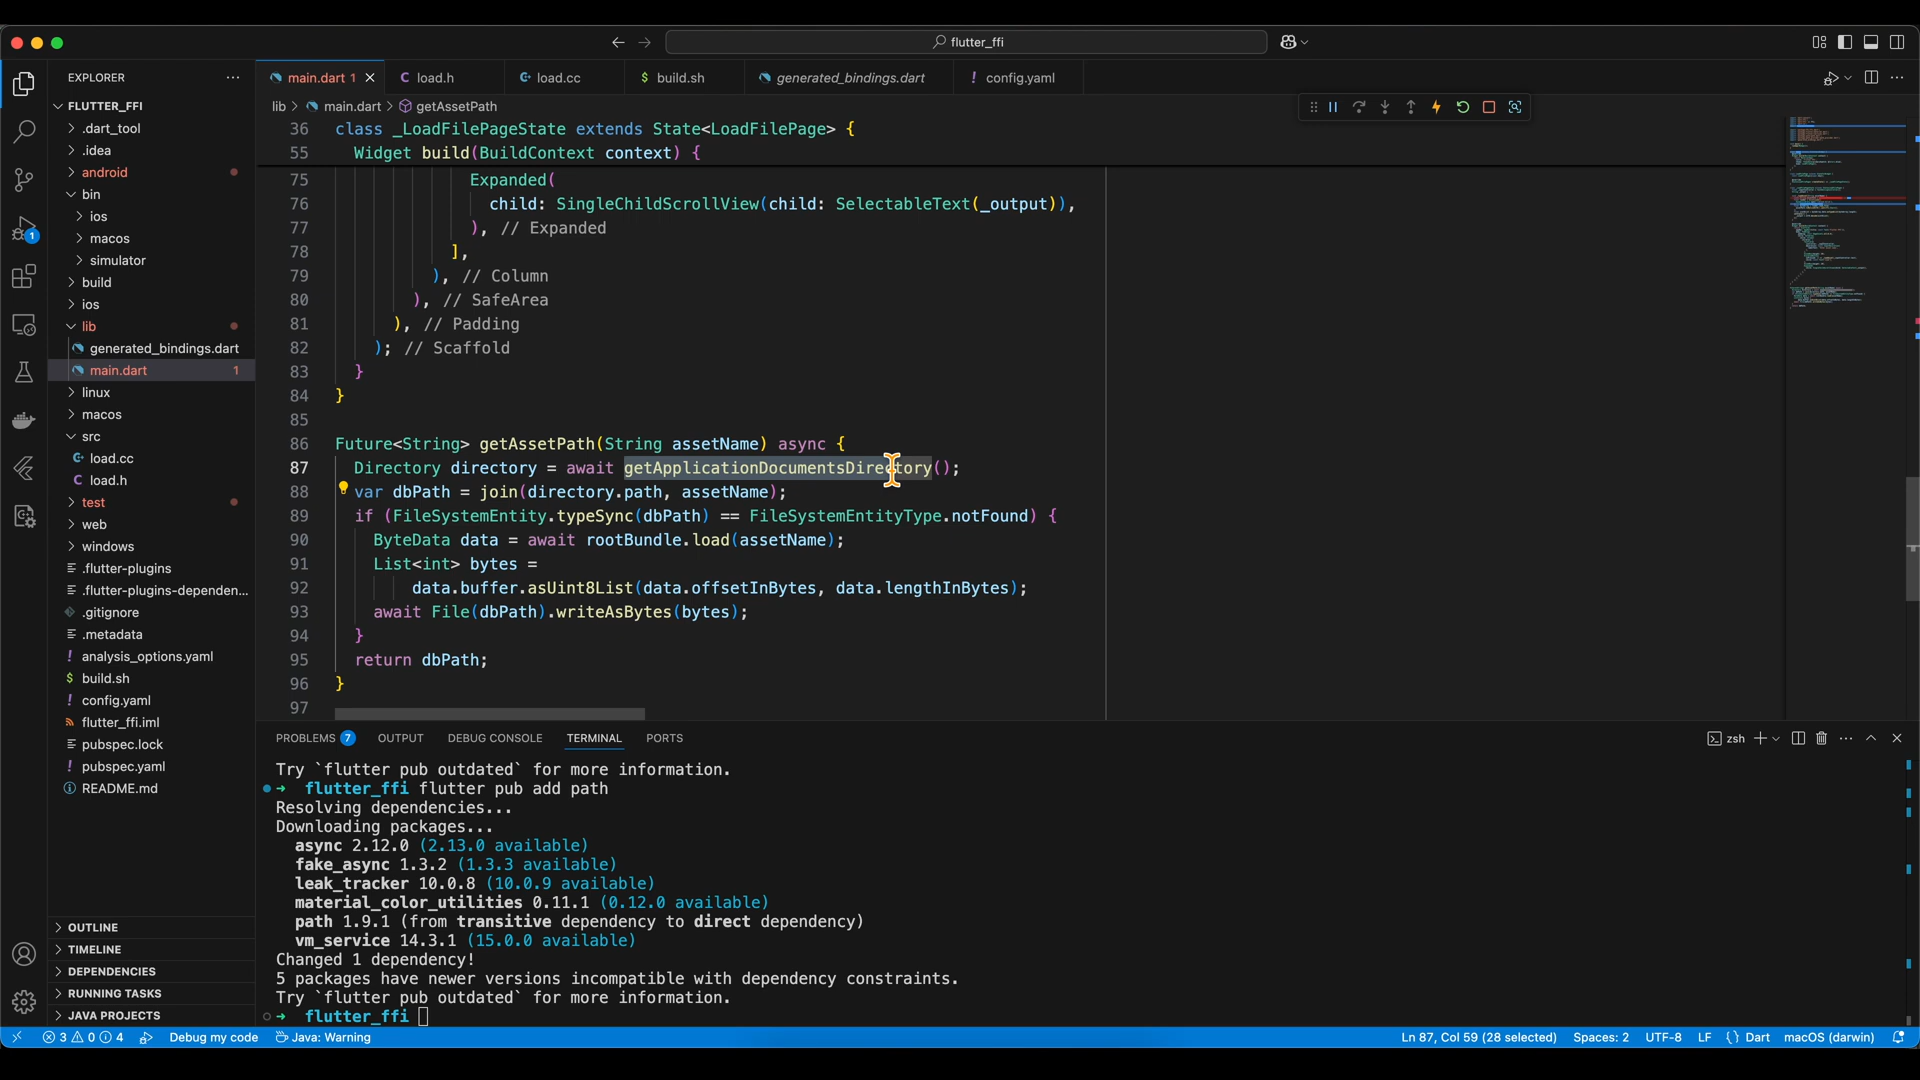 flutter_ffi
EXPLORER
main.dart 1
load.h
load.cc
$ build.sh
generated_bindings.dart
! config.yaml
FLUTTER_FFI
.dart_tool
.idea
android
bin
ios
macos
simulator
build
ios
lib
generated_bindings.dart
main.dart 1
linux
macos
src
load.cc
load.h
test
web
windows
.flutter-plugins
.flutter-plugins-dependen...
.gitignore
.metadata
! analysis_options.yaml
$ build.sh
! config.yaml
flutter_ffi.iml
pubspec.lock
! pubspec.yaml
README.md
OUTLINE
TIMELINE
DEPENDENCIES
RUNNING TASKS
JAVA PROJECTS
lib > main.dart > getAssetPath
36 class _LoadFilePageState extends State<LoadFilePage> {
55 Widget build(BuildContext context) {
75 Expanded(
76 child: SingleChildScrollView(child: SelectableText(_output)),
77 ), // Expanded
78 ],
79 ), // Column
80 ), // SafeArea
81 ), // Padding
82 ); // Scaffold
83 }
84 }
85
86 Future<String> getAssetPath(String assetName) async {
87 Directory directory = await getApplicationDocumentsDirectory();
88 var dbPath = join(directory.path, assetName);
89 if (FileSystemEntity.typeSync(dbPath) == FileSystemEntityType.notFound) {
90 ByteData data = await rootBundle.load(assetName);
91 List<int> bytes =
92 data.buffer.asUint8List(data.offsetInBytes, data.lengthInBytes);
93 await File(dbPath).writeAsBytes(bytes);
94 }
95 return dbPath;
96 }
97
PROBLEMS 7 OUTPUT DEBUG CONSOLE TERMINAL PORTS
zsh
Try `flutter pub outdated` for more information.
➜ flutter_ffi flutter pub add path
Resolving dependencies...
Downloading packages...
async 2.12.0 (2.13.0 available)
fake_async 1.3.2 (1.3.3 available)
leak_tracker 10.0.8 (10.0.9 available)
material_color_utilities 0.11.1 (0.12.0 available)
path 1.9.1 (from transitive dependency to direct dependency)
vm_service 14.3.1 (15.0.0 available)
Changed 1 dependency!
5 packages have newer versions incompatible with dependency constraints.
Try `flutter pub outdated` for more information.
➜ flutter_ffi
3 0 4 Debug my code Java: Warning
Ln 87, Col 59 (28 selected) Spaces: 2 UTF-8 LF {} Dart macOS (darwin)
1